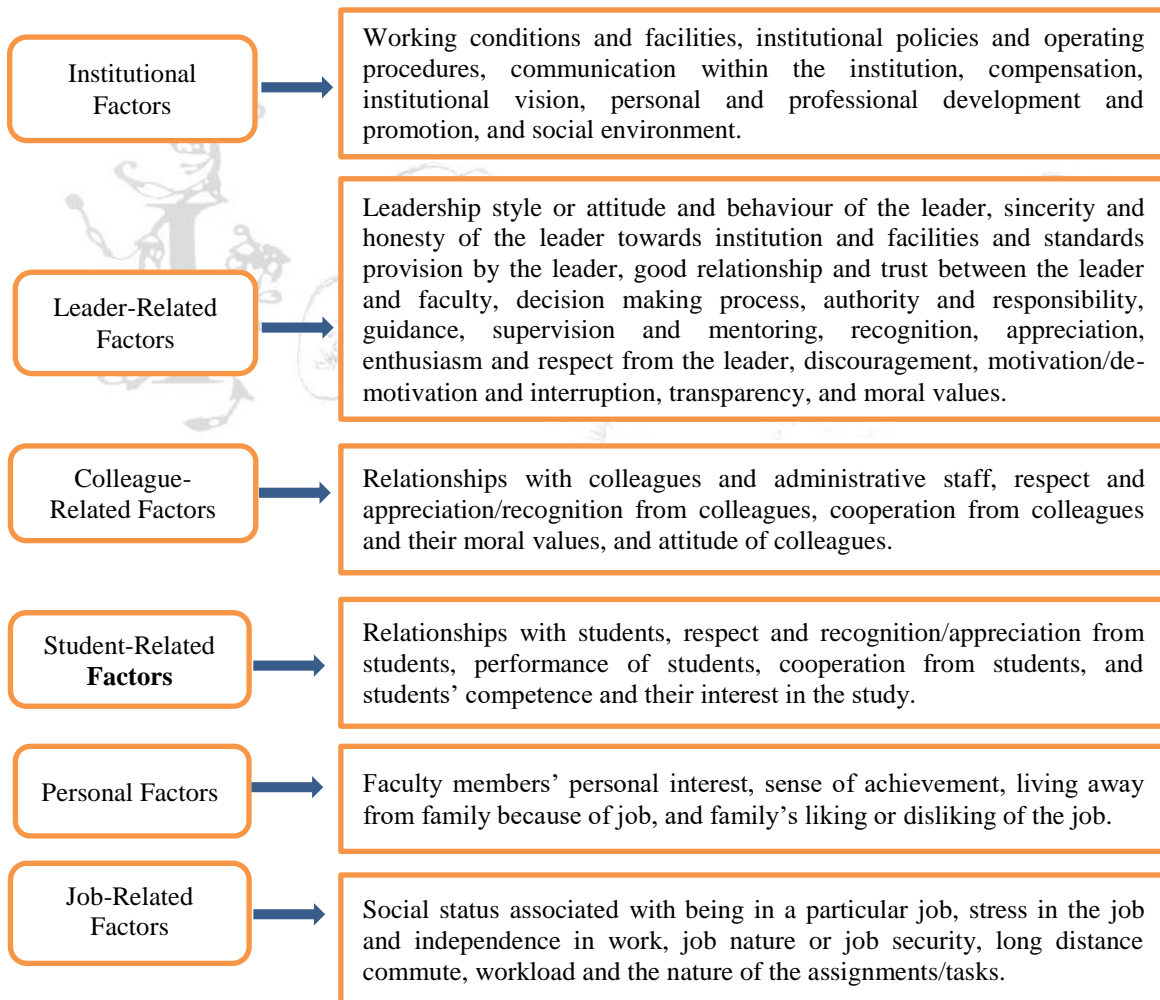 Institutional
Factors
Working conditions and facilities, institutional policies and operating
procedures, communication within the institution, compensation,
institutional vision, personal and professional development and
promotion, and social environment.
Leader-Related
Factors
Leadership style or attitude and behaviour of the leader, sincerity and
honesty of the leader towards institution and facilities and standards
provision by the leader, good relationship and trust between the leader
and faculty, decision making process, authority and responsibility,
guidance, supervision and mentoring, recognition, appreciation,
enthusiasm and respect from the leader, discouragement, motivation/de-
motivation and interruption, transparency, and moral values.
Colleague-
Related Factors
Relationships with colleagues and administrative staff, respect and
appreciation/recognition from colleagues, cooperation from colleagues
and their moral values, and attitude of colleagues.
Student-Related
Factors
Relationships with students, respect and recognition/appreciation from
students, performance of students, cooperation from students, and
students’ competence and their interest in the study.
Personal Factors
Faculty members’ personal interest, sense of achievement, living away
from family because of job, and family’s liking or disliking of the job.
Job-Related
Factors
Social status associated with being in a particular job, stress in the job
and independence in work, job nature or job security, long distance
commute, workload and the nature of the assignments/tasks.